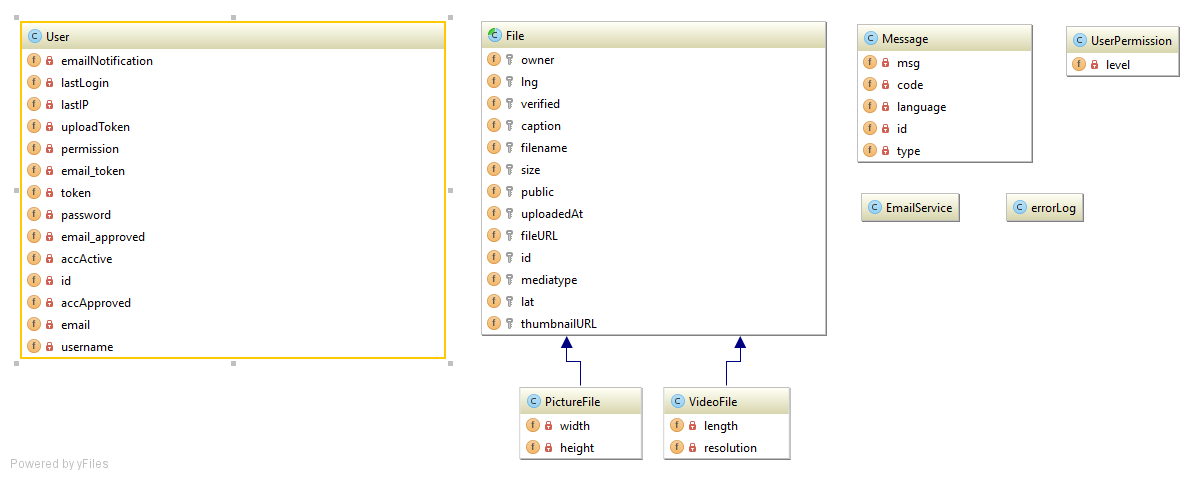 User
emailNotification
lastLogin
lastIP
uploadToken
permission
email_token
token
password
email_approved
accActive
id
accApproved
email
username
File
owner
lng
verified
caption
filename
size
public
uploadedAt
fileURL
id
mediatype
lat
thumbnailURL
Message
msg
code
language
id
type
UserPermission
level
EmailService
errorLog
PictureFile
width
height
VideoFile
length
resolution
Powered by yFiles